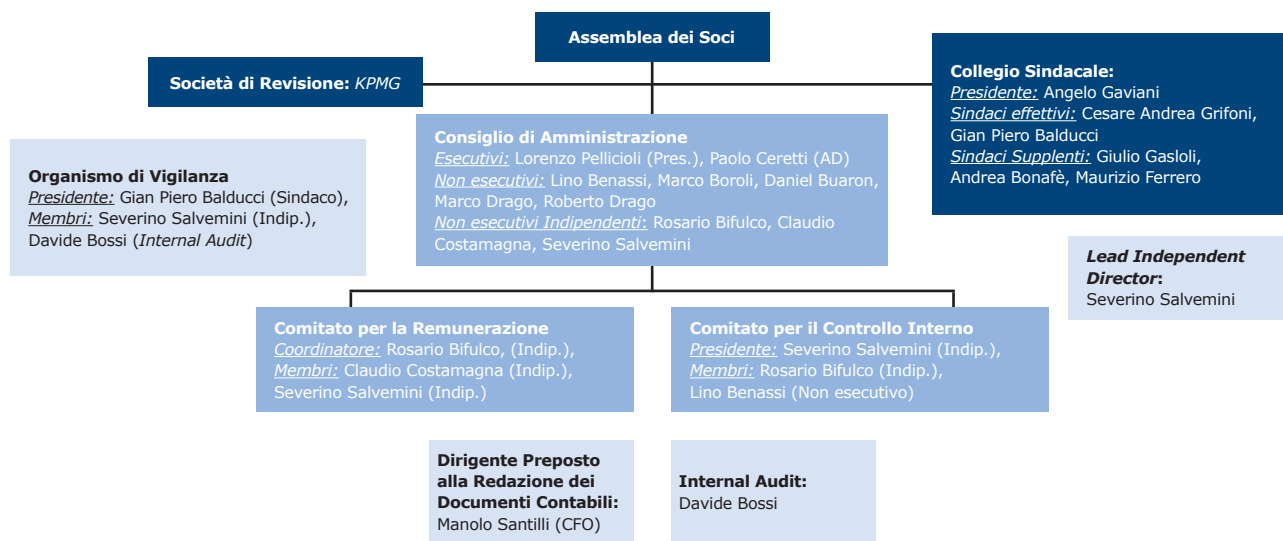 Assemblea dei Soci
Società di Revisione: KPMG
Collegio Sindacale:
Presidente: Angelo Gaviani
Sindaci effettivi: Cesare Andrea Grifoni,
Gian Piero Balducci
Sindaci Supplenti: Giulio Gasloli,
Andrea Bonafè, Maurizio Ferrero
Consiglio di Amministrazione
Esecutivi: Lorenzo Pellicioli (Pres.), Paolo Ceretti (AD)
Non esecutivi: Lino Benassi, Marco Boroli, Daniel Buaron,
Marco Drago, Roberto Drago
Non esecutivi Indipendenti: Rosario Bifulco, Claudio
Costamagna, Severino Salvemini
Organismo di Vigilanza
Presidente: Gian Piero Balducci (Sindaco),
Membri: Severino Salvemini (Indip.),
Davide Bossi (Internal Audit)
Lead Independent
Director:
Severino Salvemini
Comitato per la Remunerazione
Coordinatore: Rosario Bifulco, (Indip.),
Membri: Claudio Costamagna (Indip.),
Severino Salvemini (Indip.)
Comitato per il Controllo Interno
Presidente: Severino Salvemini (Indip.),
Membri: Rosario Bifulco (Indip.),
Lino Benassi (Non esecutivo)
Dirigente Preposto
alla Redazione dei
Documenti Contabili:
Manolo Santilli (CFO)
Internal Audit:
Davide Bossi